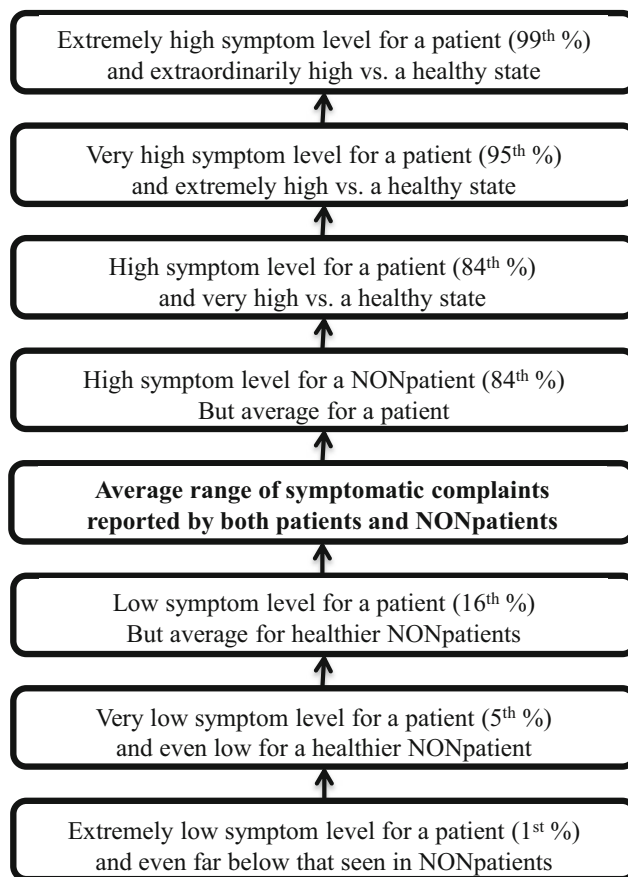 Extremely high symptom level for a patient (99th %)
and extraordinarily high vs. a healthy state
Very high symptom level for a patient (95th %)
and extremely high vs. a healthy state
High symptom level for a patient (84th %)
and very high vs. a healthy state
High symptom level for a NONpatient (84th %)
But average for a patient
Average range of symptomatic complaints
reported by both patients and NONpatients
Low symptom level for a patient (16th %)
But average for healthier NONpatients
Very low symptom level for a patient (5th %)
and even low for a healthier NONpatient
Extremely low symptom level for a patient (1st %)
and even far below that seen in NONpatients